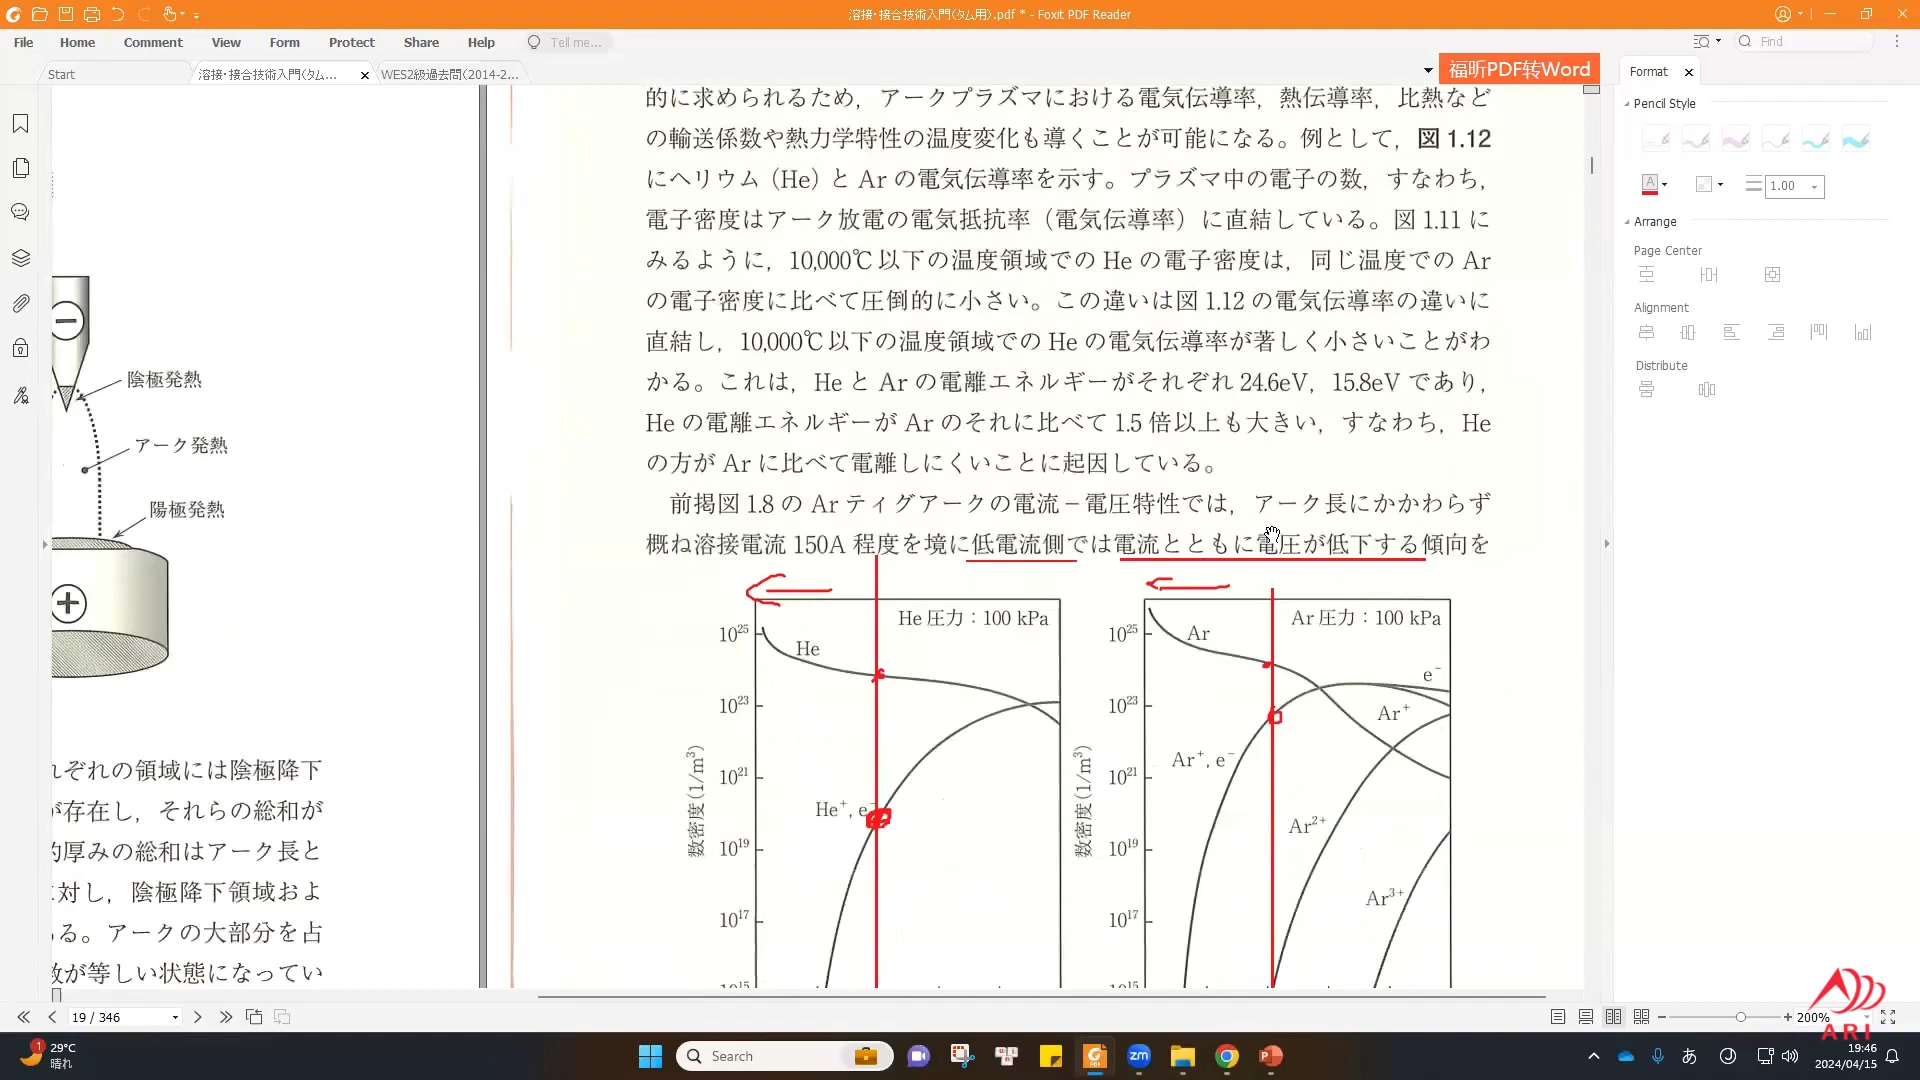 溶接・接合技術入門(タム用).pdf * - Foxit PDF Reader
File Home Comment View Form Protect Share Help Tell me... Find
Start 溶接・接合技術入門(タム... WES2級過去問(2014-2...
福昕PDF转Word
陰極発熱
アーク発熱
陽極発熱
れぞれの領域には陰極降下
が存在し，それらの総和が
的厚みの総和はアーク長と
に対し，陰極降下領域およ
る。アークの大部分を占
数が等しい状態になってい
的に求められるため，アークプラズマにおける電気伝導率，熱伝導率，比熱など
の輸送係数や熱力学特性の温度変化も導くことが可能になる。例として，図 1.12
にヘリウム（He）と Ar の電気伝導率を示す。プラズマ中の電子の数，すなわち，
電子密度はアーク放電の電気抵抗率（電気伝導率）に直結している。図 1.11 に
みるように，10,000℃以下の温度領域での He の電子密度は，同じ温度での Ar
の電子密度に比べて圧倒的に小さい。この違いは図 1.12 の電気伝導率の違いに
直結し，10,000℃以下の温度領域での He の電気伝導率が著しく小さいことがわ
かる。これは，He と Ar の電離エネルギーがそれぞれ 24.6eV，15.8eV であり，
He の電離エネルギーが Ar のそれに比べて 1.5 倍以上も大きい，すなわち，He
の方が Ar に比べて電離しにくいことに起因している。
前掲図 1.8 の Ar ティグアークの電流－電圧特性では，アーク長にかかわらず
概ね溶接電流 150A 程度を境に低電流側では電流とともに電圧が低下する傾向を
He 圧力：100 kPa
10²⁵
10²³
10²¹
10¹⁹
10¹⁷
10¹⁵
数密度(1/m³)
He
He⁺, e⁻
Ar 圧力：100 kPa
10²⁵
10²³
10²¹
10¹⁹
10¹⁷
10¹⁵
数密度(1/m³)
Ar
e⁻
Ar⁺
Ar⁺, e⁻
Ar²⁺
Ar³⁺
Format
Pencil Style
1.00
Arrange
Page Center
Alignment
Distribute
19 / 346
200%
ARI
1
29°C
晴れ
Search
あ
19:46
2024/04/15